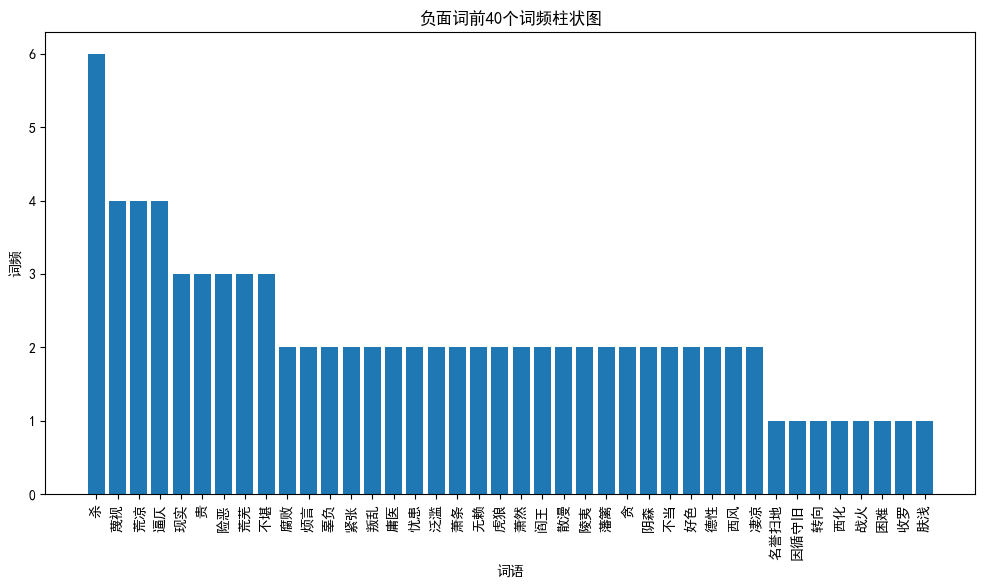 负面词前40个词频柱状图
词频
6
5
4
3
2
1
0
杀
蔑视
荒凉
逼仄
现实
贵
险恶
荒芜
不堪
腐败
烦言
辜负
紧张
叛乱
庸医
忧患
泛滥
萧条
无赖
虎狼
萧然
阎王
散漫
陵夷
藩篱
贪
阴森
不当
好色
德性
西风
凄凉
名誉扫地
因循守旧
转向
西化
战火
困难
收罗
肤浅
词语